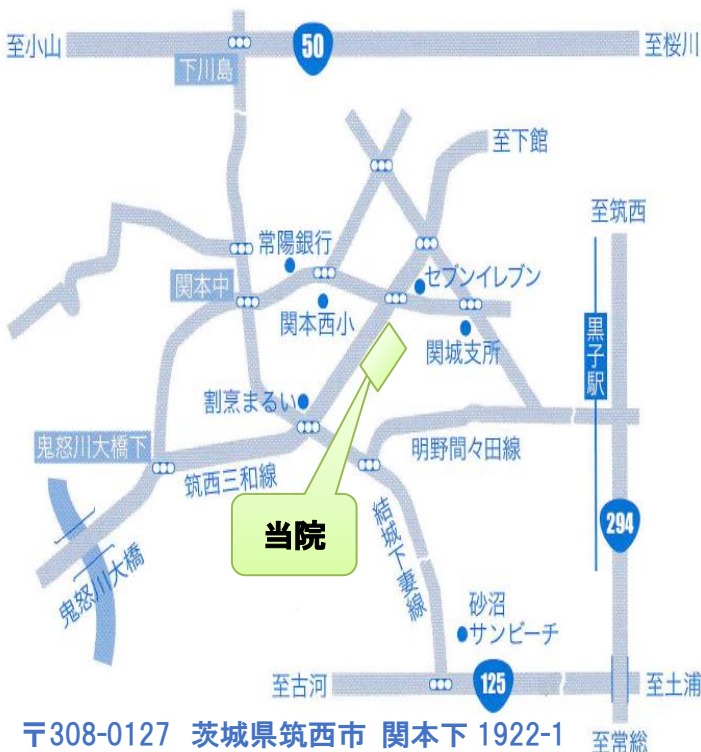 至小山
50
至桜川
下川島
至下館
至筑西
常陽銀行
セブンイレブン
関本中
関本西小
関城支所
黒子駅
割烹まるい
鬼怒川大橋下
明野間々田線
筑西三和線
当院
294
結城下妻線
鬼怒川大橋
砂沼
サンビーチ
至古河
125
至土浦
〒308-0127 茨城県筑西市 関本下 1922-1
至常総